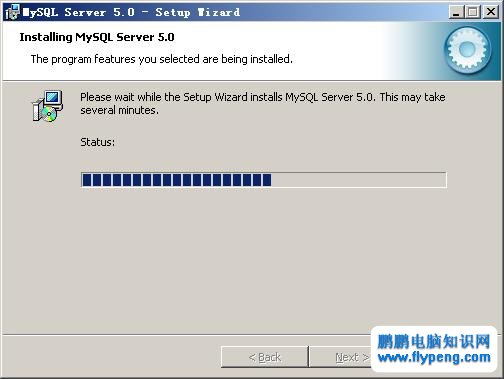 MySQL Server 5.0 - Setup Wizard
Installing MySQL Server 5.0
The program features you selected are being installed.
Please wait while the Setup Wizard installs MySQL Server 5.0. This may take
several minutes.
Status:
< Back
Next >
鹏鹏电脑知识网
www.flypeng.com